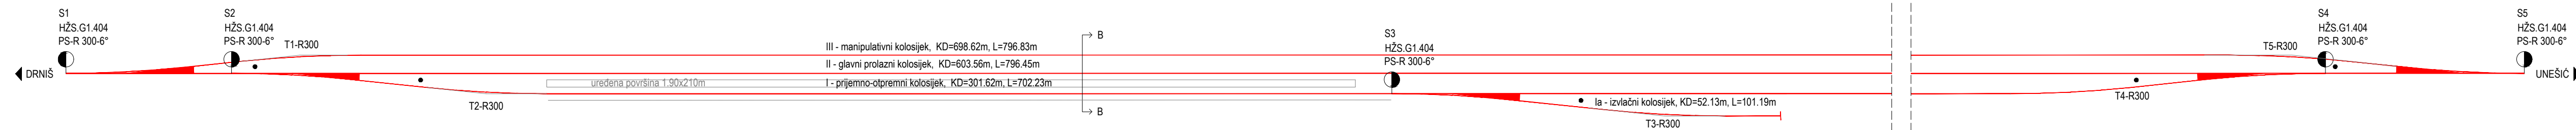 S1
HŽS.G1.404
PS-R 300-6°
S2
HŽS.G1.404
PS-R 300-6°
T1-R300
III - manipulativni kolosijek, KD=698.62m, L=796.83m
B
S3
HŽS.G1.404
PS-R 300-6°
S4
HŽS.G1.404
PS-R 300-6°
T5-R300
S5
HŽS.G1.404
PS-R 300-6°
DRNIŠ
II - glavni prolazni kolosijek, KD=603.56m, L=796.45m
UNEŠIĆ
uređena površina 1.90x210m
I - prijemno-otpremni kolosijek, KD=301.62m, L=702.23m
T2-R300
B
Ia - izvlačni kolosijek, KD=52.13m, L=101.19m
T3-R300
T4-R300